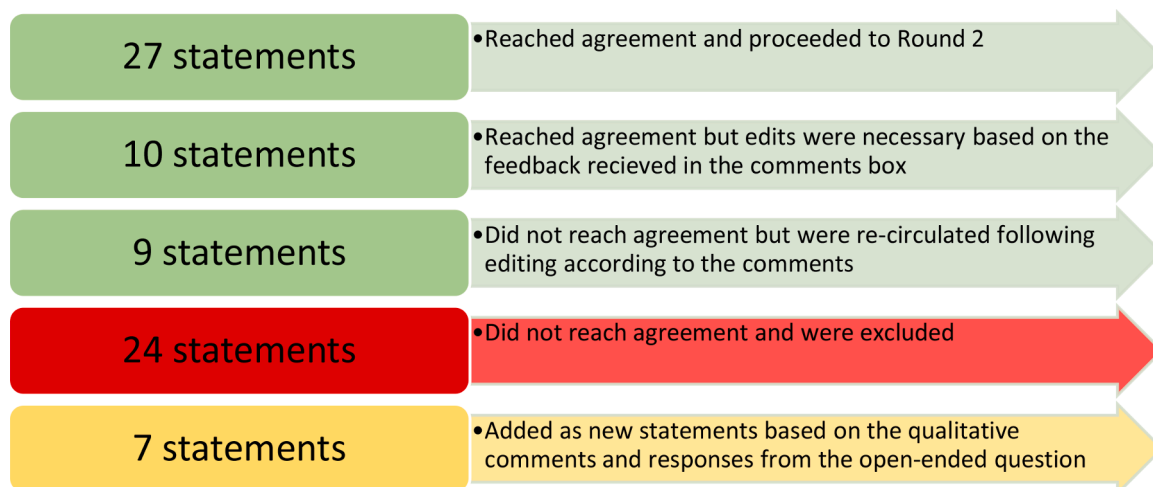 27 statements
•Reached agreement and proceeded to Round 2
10 statements
•Reached agreement but edits were necessary based on the
feedback recieved in the comments box
9 statements
•Did not reach agreement but were re-circulated following
editing according to the comments
24 statements
•Did not reach agreement and were excluded
7 statements
•Added as new statements based on the qualitative
comments and responses from the open-ended question